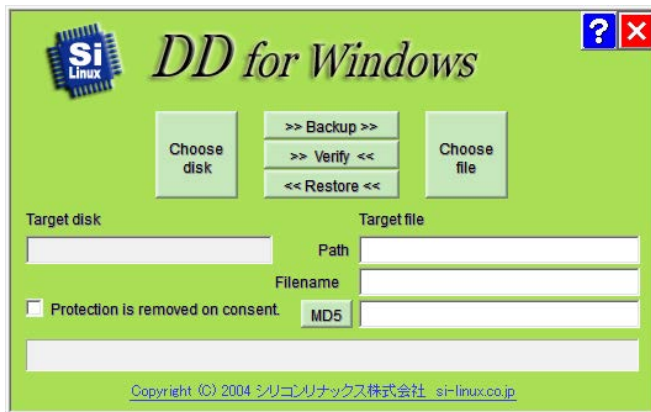 Si
Linux
DD for Windows
?
Choose
disk
>> Backup >>
>> Verify <<
<< Restore <<
Choose
file
Target disk
Target file
Path
Filename
Protection is removed on consent.
MD5
Copyright (C) 2004 シリコンリナックス株式会社 si-linux.co.jp